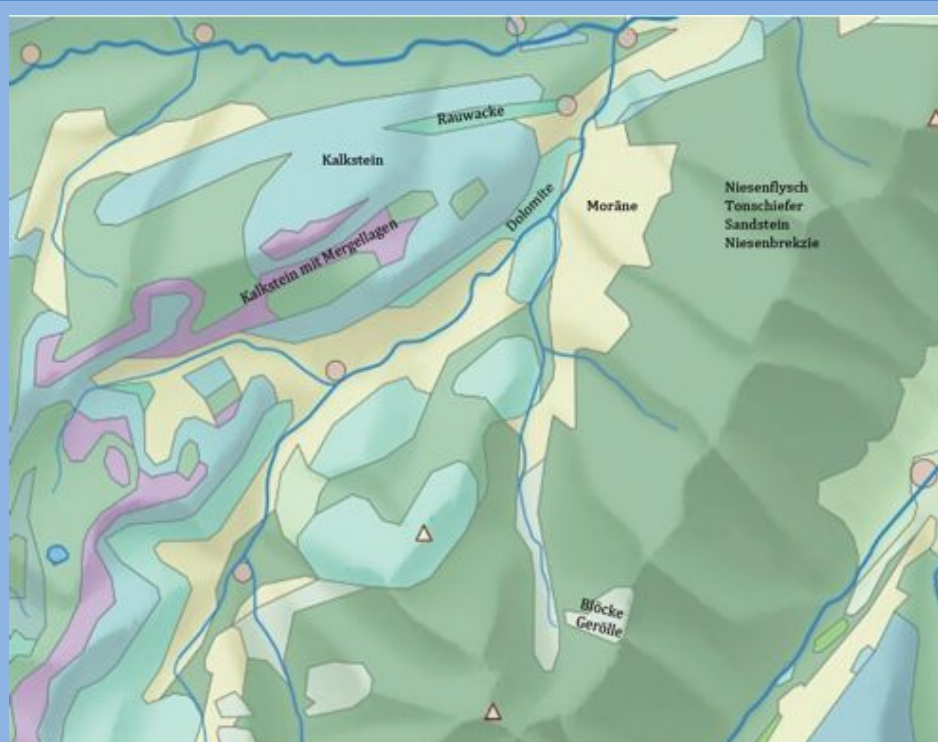 Rauwacke
Kalkstein
Dolomite
Moräne
Niesenflysch
Tonschiefer
Sandstein
Niesenbrekzie
Kalkstein mit Mergellagen
Blöcke
Gerölle